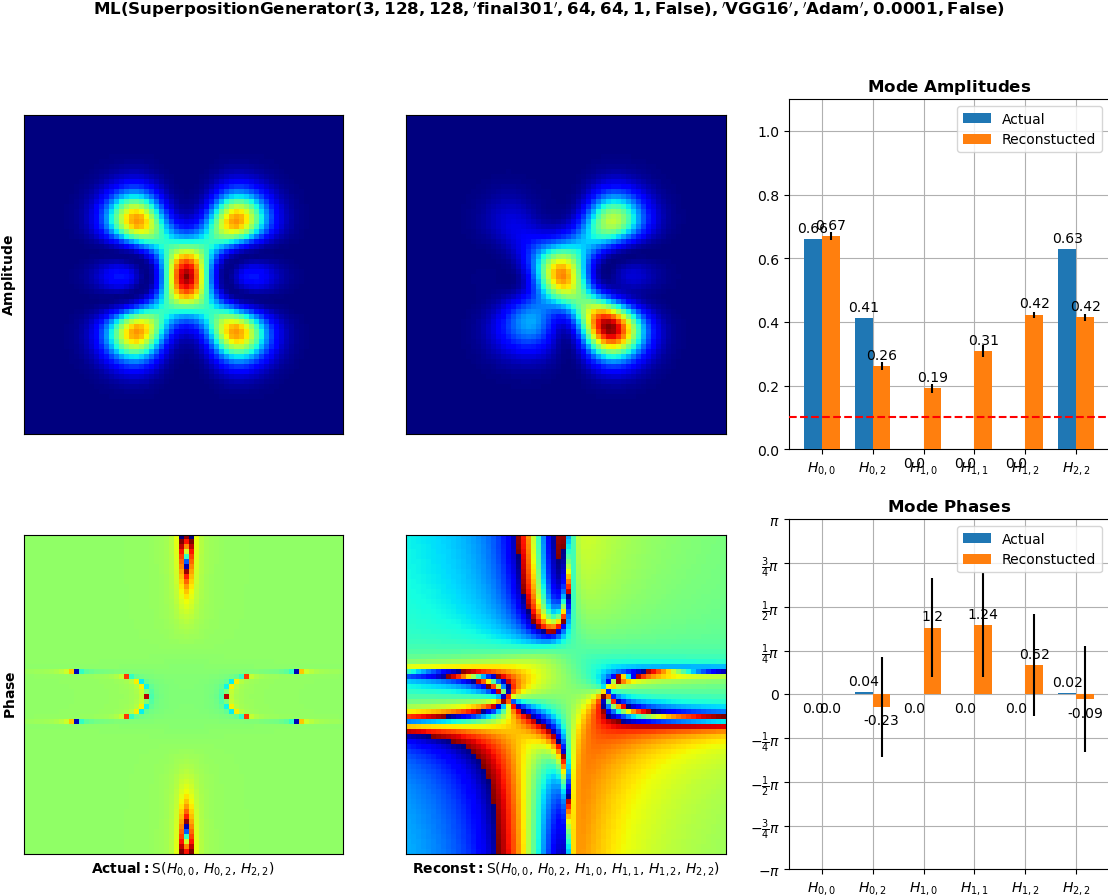 ML(SuperpositionGenerator(3, 128, 128, ′final301′, 64, 64, 1, False), ′VGG16′, ′Adam′, 0.0001, False)
Amplitude
Mode Amplitudes
Actual
Reconstucted
1.0
0.8
0.6
0.4
0.2
0.0
0.66
0.67
0.41
0.26
0.0
0.19
0.0
0.31
0.0
0.42
0.63
0.42
H0,0 H0,2 H1,0 H1,1 H1,2 H2,2
Phase
Mode Phases
Actual
Reconstucted
π
3/4π
1/2π
1/4π
0
−1/4π
−1/2π
−3/4π
−π
0.0
0.0
0.04
-0.23
0.0
1.2
0.0
1.24
0.0
0.52
0.02
-0.09
H0,0 H0,2 H1,0 H1,1 H1,2 H2,2
Actual: S(H0,0, H0,2, H2,2)
Reconst: S(H0,0, H0,2, H1,0, H1,1, H1,2, H2,2)